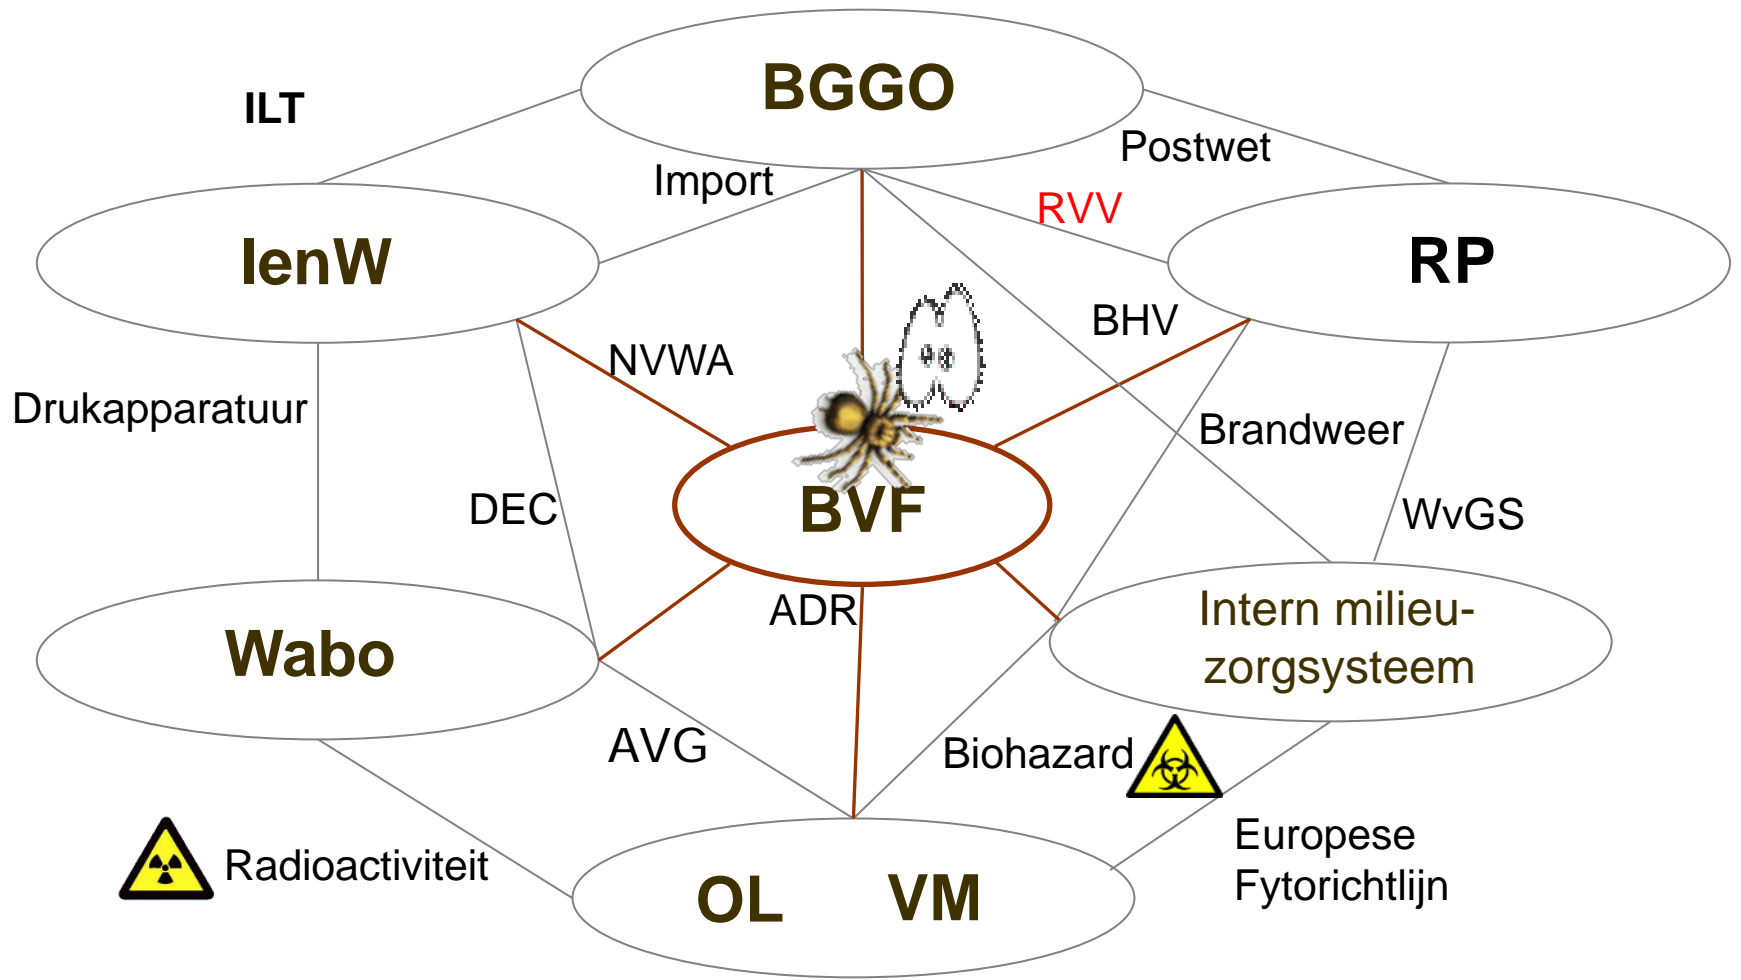 BGGO
ILT
Postwet
Import
RVV
IenW
RP
BHV
NVWA
Drukapparatuur
Brandweer
DEC
BVF
WvGS
ADR
Intern milieu-
zorgsysteem
Wabo
AVG
Biohazard
Europese
Fytorichtlijn
Radioactiviteit
OL VM